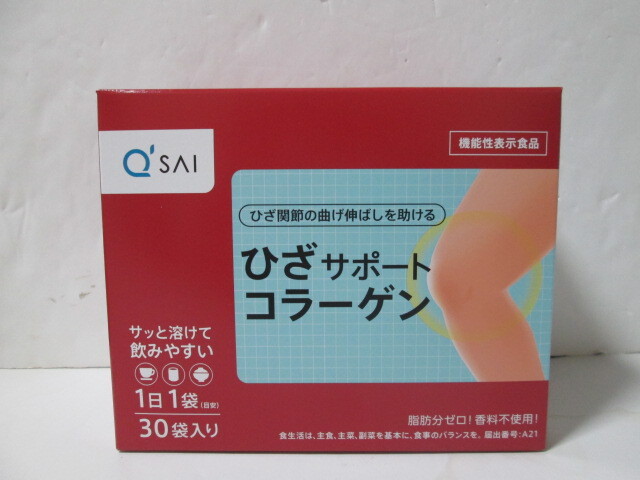 Q'SAI
機能性表示食品
ひざ関節の曲げ伸ばしを助ける
ひざサポート
コラーゲン
サッと溶けて
飲みやすい
1日1袋(目安)
30袋入り
脂肪分ゼロ!香料不使用!
食生活は、主食、主菜、副菜を基本に、食事のバランスを。届出番号:A21